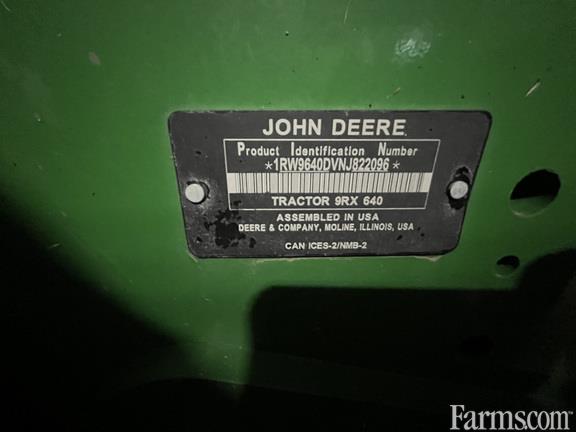 JOHN DEERE
Product Identification Number
*1RW9640DVNJ822096*
TRACTOR 9RX 640
ASSEMBLED IN USA
DEERE & COMPANY, MOLINE, ILLINOIS, USA
CAN ICES-2/NMB-2
Farms.com